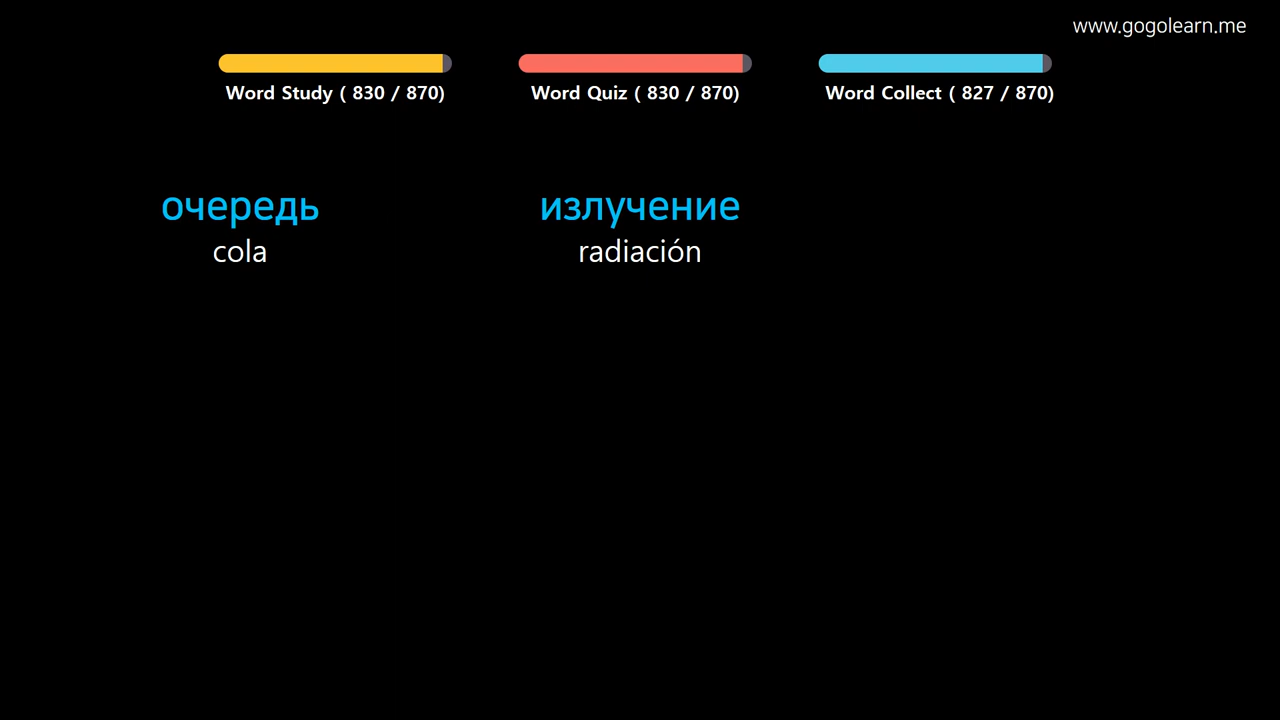 www.gogolearn.me
Word Study ( 830 / 870)
Word Quiz ( 830 / 870)
Word Collect ( 827 / 870)
очередь
cola
излучение
radiación